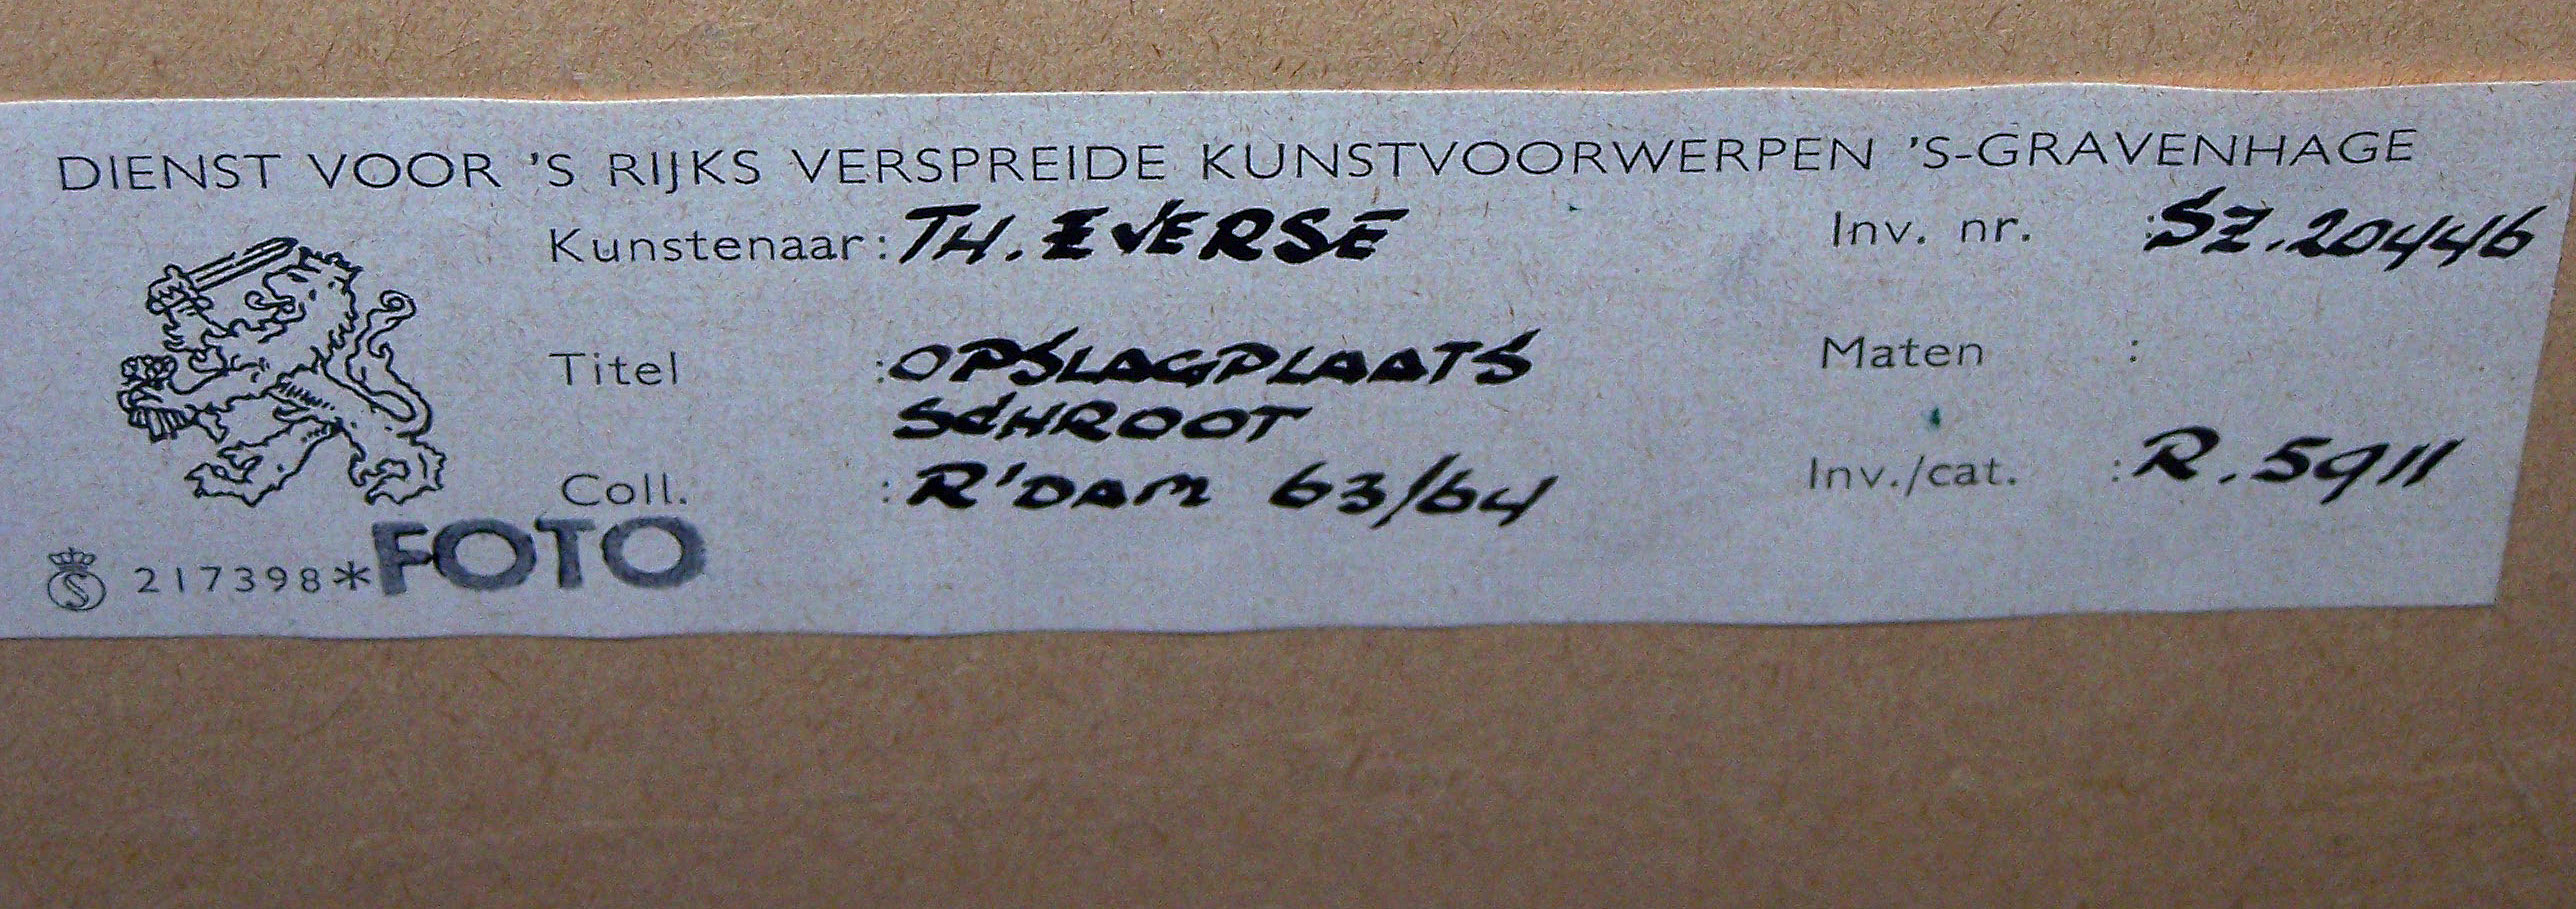 DIENST VOOR 'S RIJKS VERSPREIDE KUNSTVOORWERPEN 'S-GRAVENHAGE
Kunstenaar: TH. EVERSE Inv. nr. : SZ. 20446
Titel : OPSLAGPLAATS Maten :
SCHROOT
Coll. : R'DAM 63/64 Inv./cat. : R. 5911
S 217398* FOTO